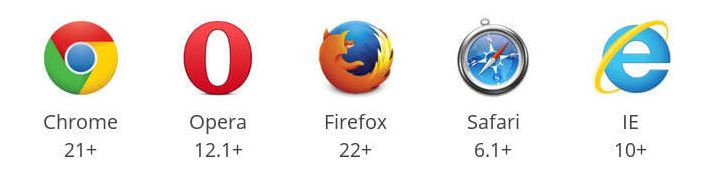 Chrome Opera Firefox Safari IE
21+ 12.1+ 22+ 6.1+ 10+